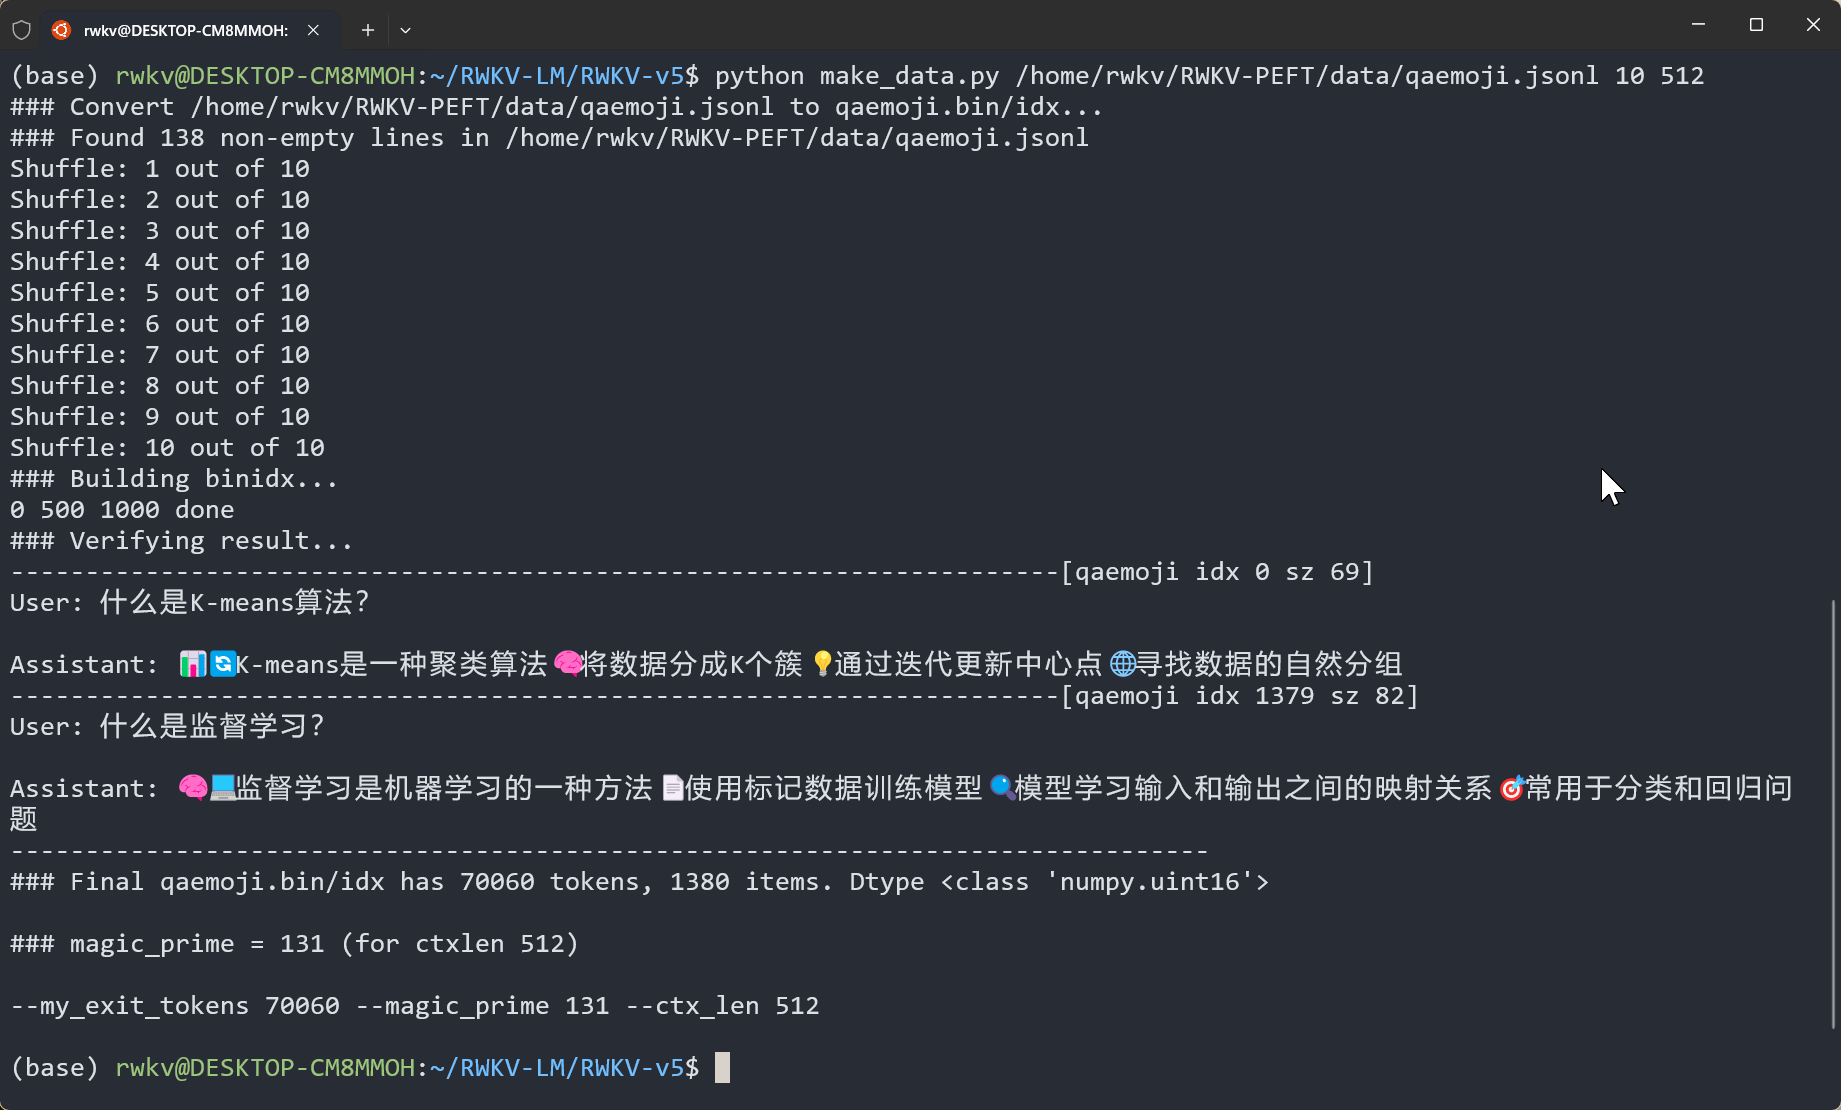 rwkv@DESKTOP-CM8MMOH:
(base) rwkv@DESKTOP-CM8MMOH:~/RWKV-LM/RWKV-v5$ python make_data.py /home/rwkv/RWKV-PEFT/data/qaemoji.jsonl 10 512
### Convert /home/rwkv/RWKV-PEFT/data/qaemoji.jsonl to qaemoji.bin/idx...
### Found 138 non-empty lines in /home/rwkv/RWKV-PEFT/data/qaemoji.jsonl
Shuffle: 1 out of 10
Shuffle: 2 out of 10
Shuffle: 3 out of 10
Shuffle: 4 out of 10
Shuffle: 5 out of 10
Shuffle: 6 out of 10
Shuffle: 7 out of 10
Shuffle: 8 out of 10
Shuffle: 9 out of 10
Shuffle: 10 out of 10
### Building binidx...
0 500 1000 done
### Verifying result...
----------------------------------------------------------------------[qaemoji idx 0 sz 69]
User: 什么是K-means算法？
Assistant: 📊🔄K-means是一种聚类算法🧠将数据分成K个簇💡通过迭代更新中心点🌐寻找数据的自然分组
----------------------------------------------------------------------[qaemoji idx 1379 sz 82]
User: 什么是监督学习？
Assistant: 🧠💻监督学习是机器学习的一种方法📄使用标记数据训练模型🔍模型学习输入和输出之间的映射关系🎯常用于分类和回归问
题
--------------------------------------------------------------------------------
### Final qaemoji.bin/idx has 70060 tokens, 1380 items. Dtype <class 'numpy.uint16'>
### magic_prime = 131 (for ctxlen 512)
--my_exit_tokens 70060 --magic_prime 131 --ctx_len 512
(base) rwkv@DESKTOP-CM8MMOH:~/RWKV-LM/RWKV-v5$